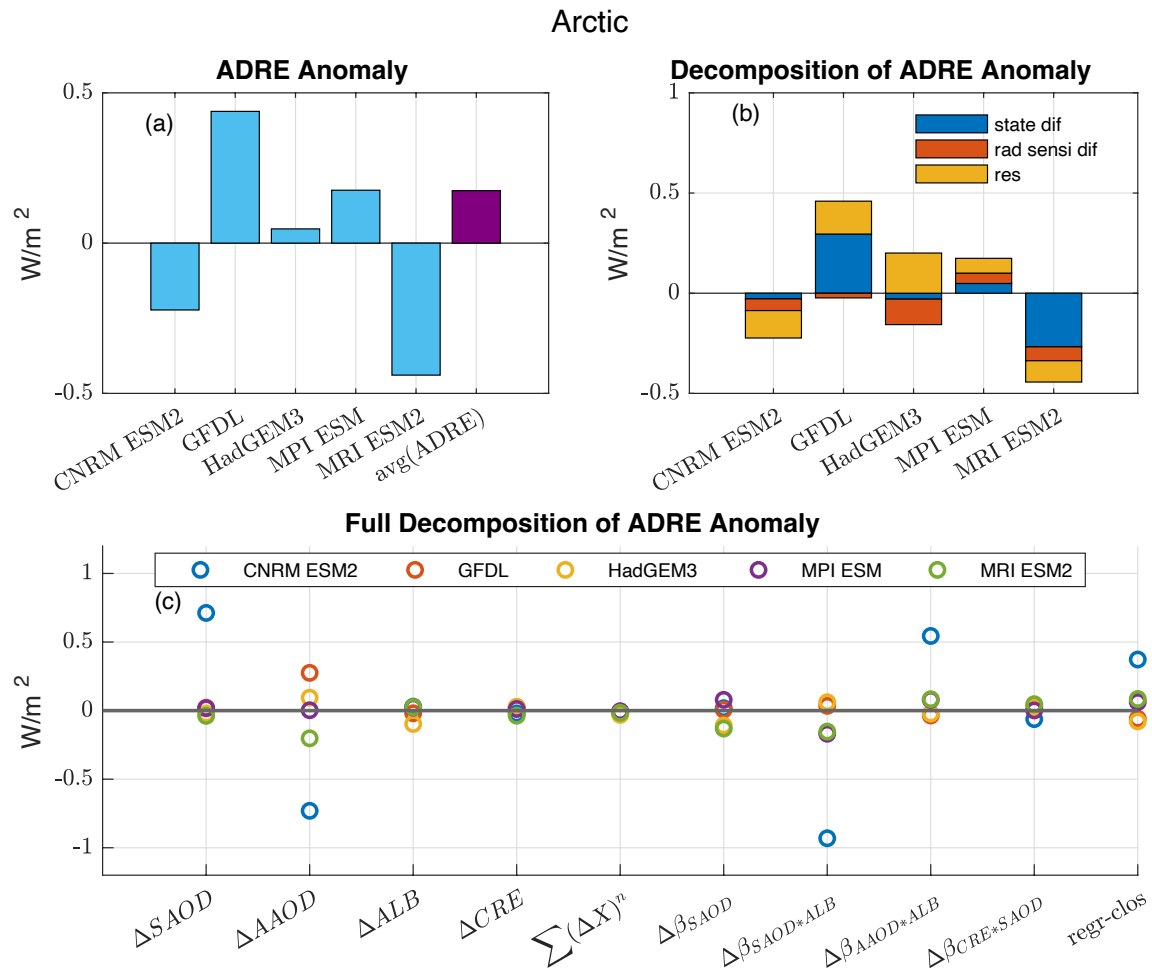 Arctic
ADRE Anomaly
0.5
0
-0.5
W/m 2
(a)
CNRM ESM2
GFDL
HadGEM3
MPI ESM
MRI ESM2
avg(ADRE)
Decomposition of ADRE Anomaly
1
0.5
0
-0.5
W/m 2
(b)
state dif
rad sensi dif
res
CNRM ESM2
GFDL
HadGEM3
MPI ESM
MRI ESM2
Full Decomposition of ADRE Anomaly
CNRM ESM2 GFDL HadGEM3 MPI ESM MRI ESM2
(c)
1
0.5
0
-0.5
-1
W/m 2
ΔSAOD
ΔAAOD
ΔALB
ΔCRE
∑(ΔX)^n
Δβ_SAOD
Δβ_SAOD*ALB
Δβ_AAOD*ALB
Δβ_CRE*SAOD
regr-clos